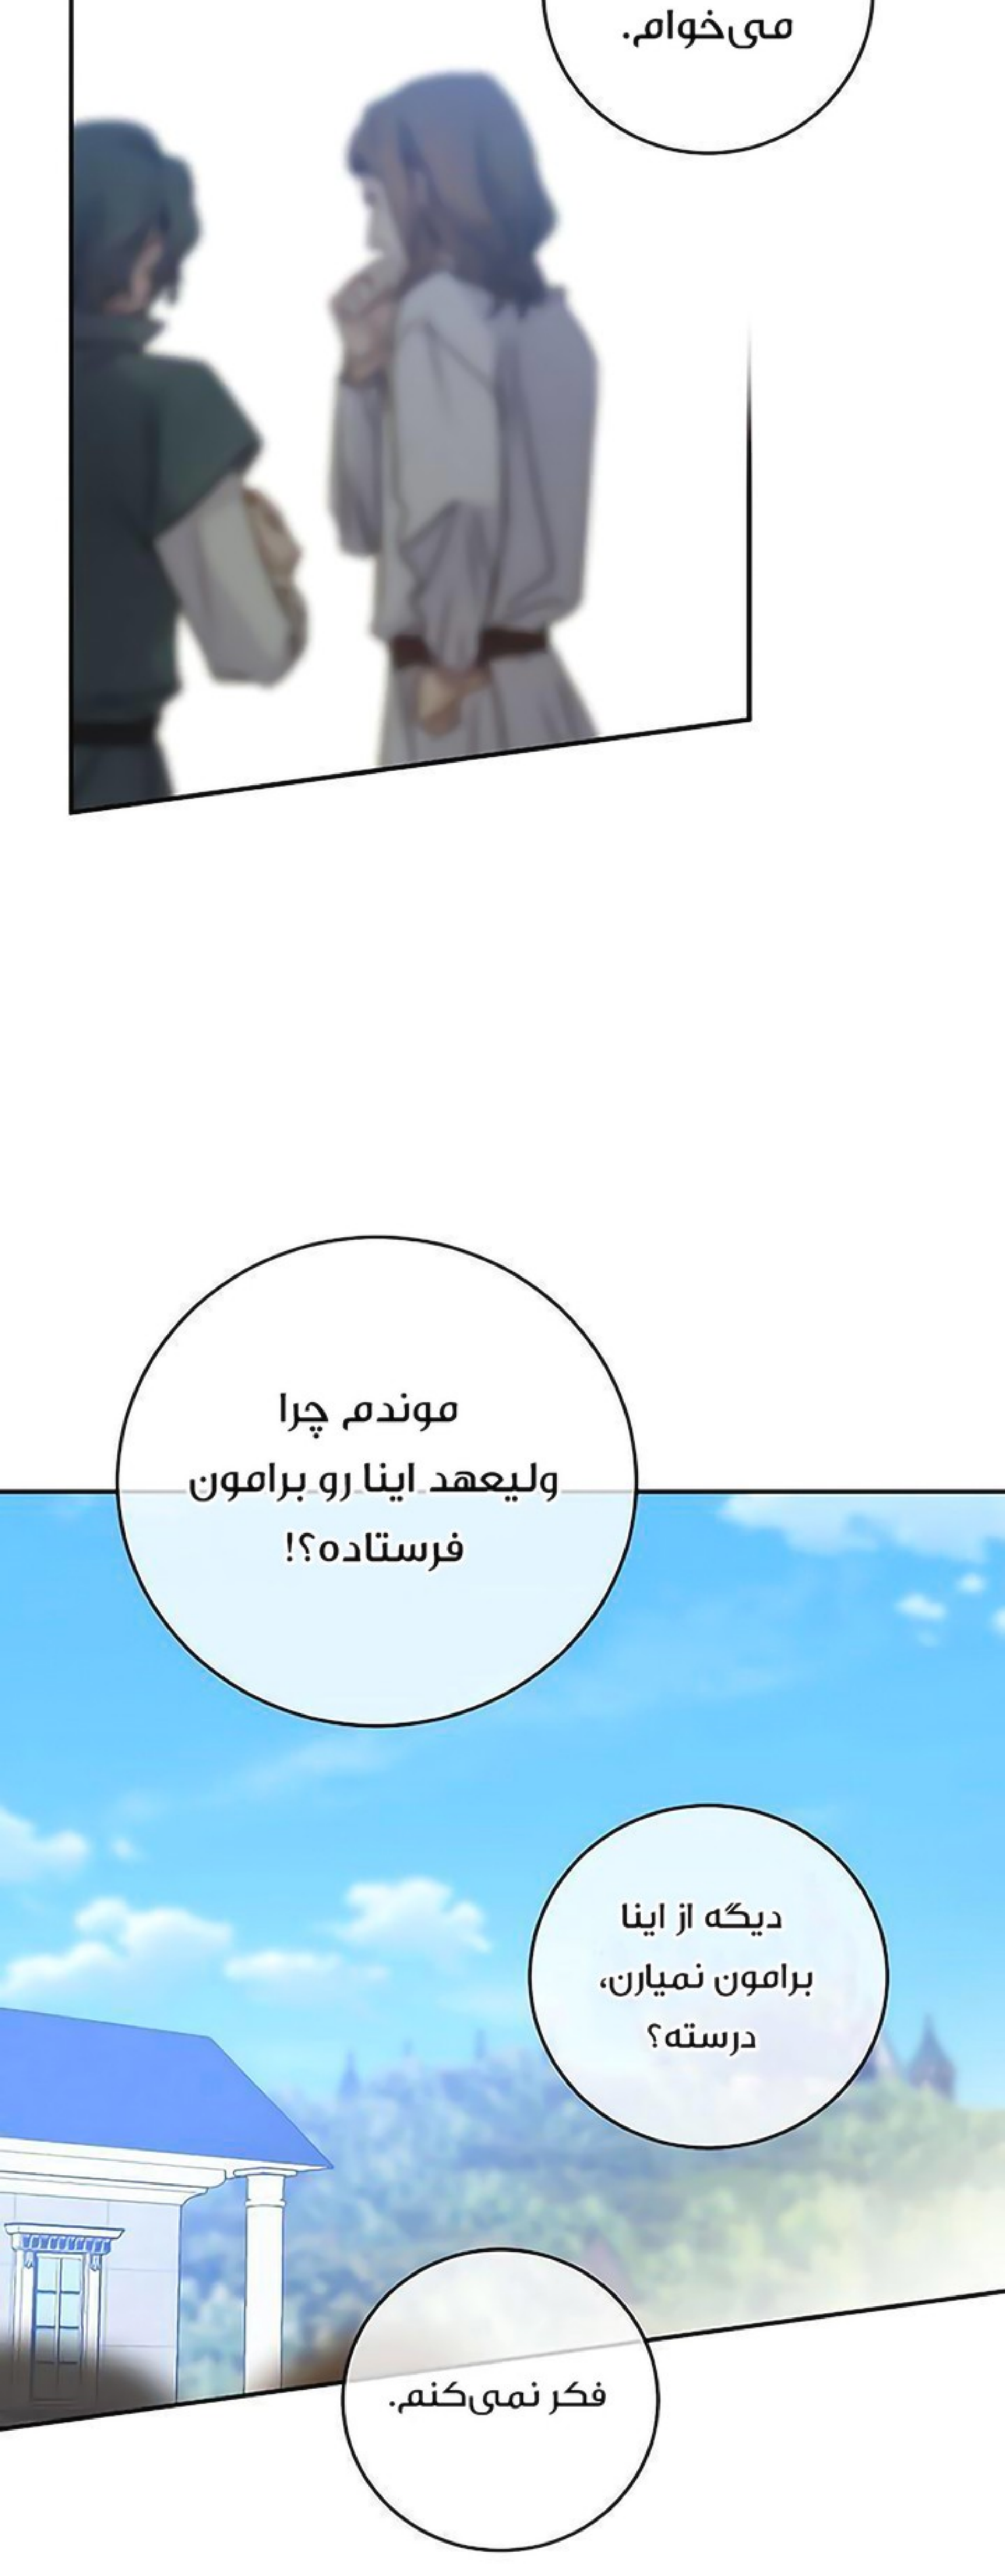 می‌خوام.
موندم چرا
ولیعهد اینا رو برامون
فرستاده؟!
دیگه از اینا
برامون نمیارن،
درسته؟
فکر نمی‌کنم.